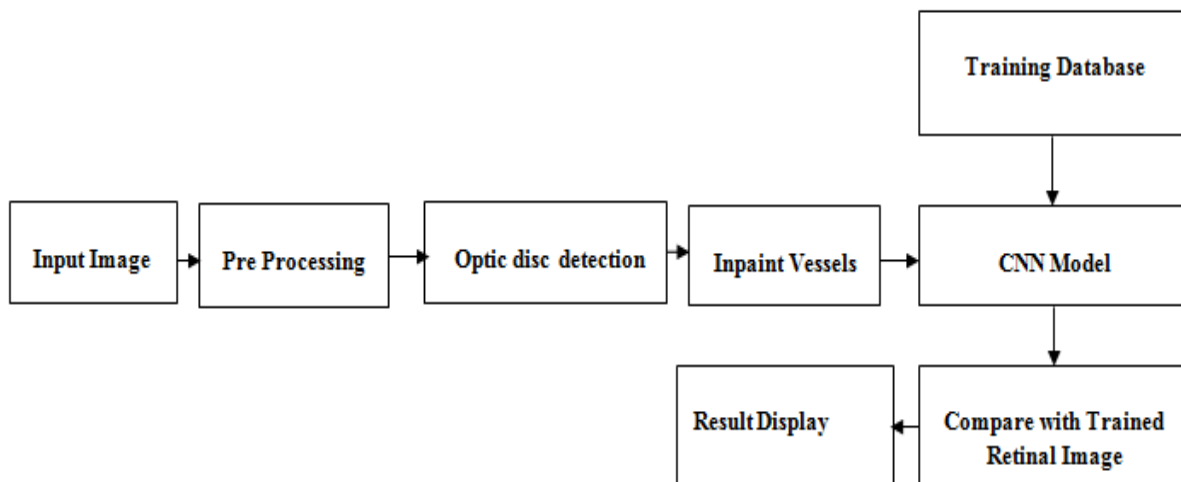 Training Database
Input Image
Pre Processing
Optic disc detection
Inpaint Vessels
CNN Model
Result Display
Compare with Trained
Retinal Image